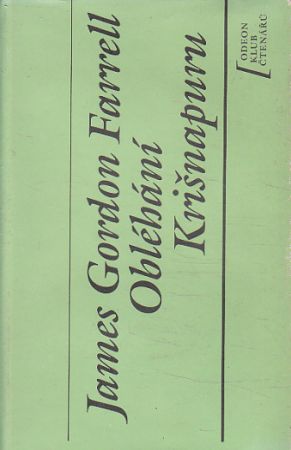 James Gordon Farrell
Obléhání
Krišnapuru
ODEON
KLUB
ČTENÁŘŮ